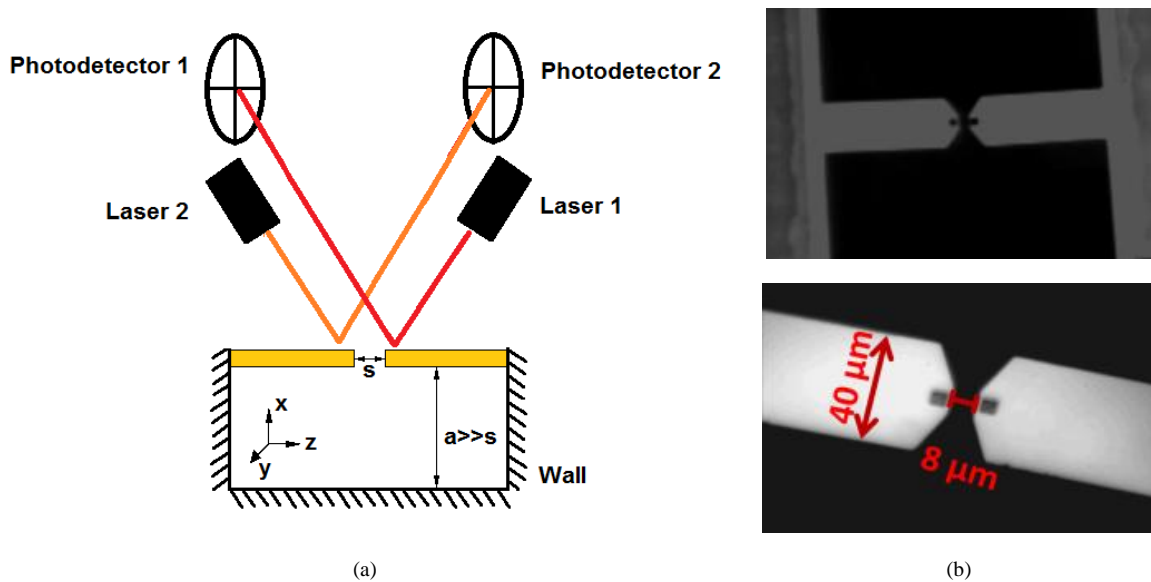 Photodetector 1
Photodetector 2
Laser 2
Laser 1
s
x
z
y
a>>s
Wall
40 µm
8 µm
(a)
(b)